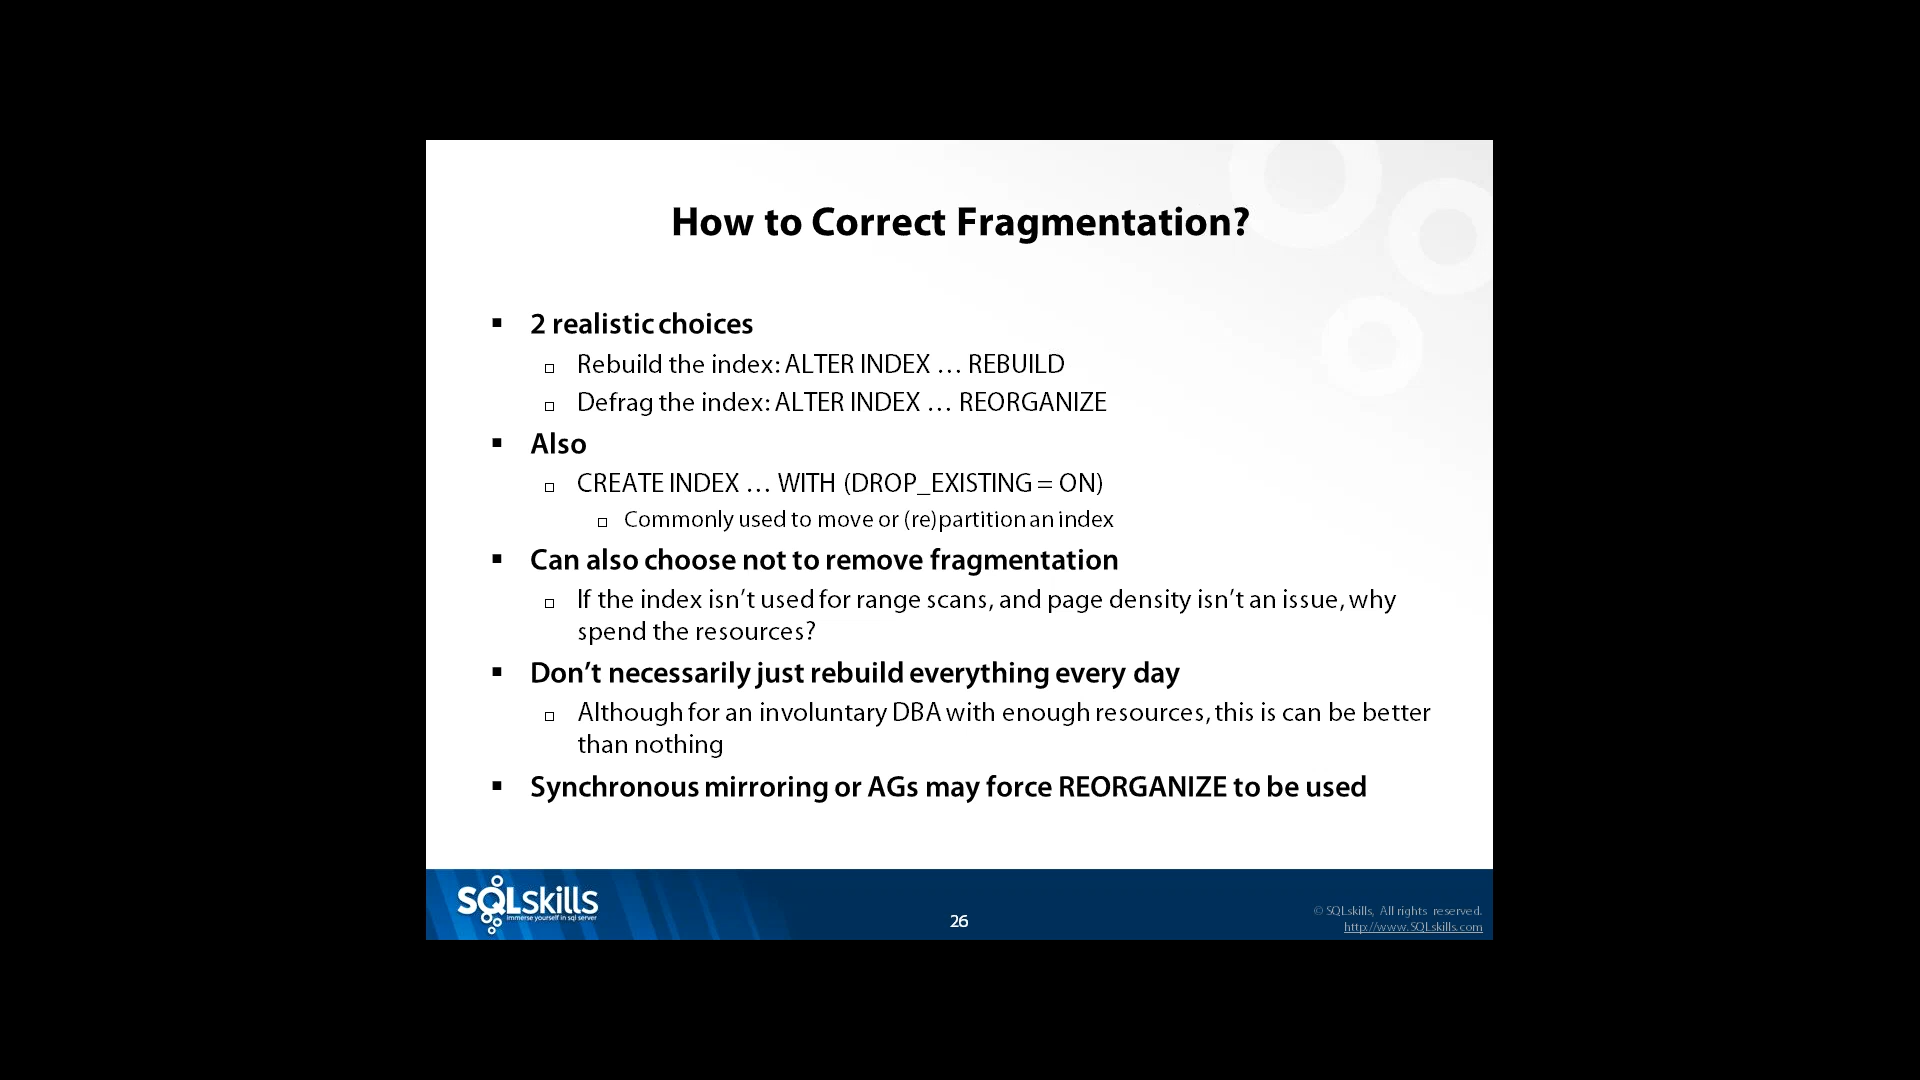 How to Correct Fragmentation?
2 realistic choices
Rebuild the index: ALTER INDEX … REBUILD
Defrag the index: ALTER INDEX … REORGANIZE
Also
CREATE INDEX … WITH (DROP_EXISTING = ON)
Commonly used to move or (re)partition an index
Can also choose not to remove fragmentation
If the index isn’t used for range scans, and page density isn’t an issue, why
spend the resources?
Don’t necessarily just rebuild everything every day
Although for an involuntary DBA with enough resources, this is can be better
than nothing
Synchronous mirroring or AGs may force REORGANIZE to be used
SQLskills
immerse yourself in sql server
26
© SQLskills, All rights reserved.
http://www.SQLskills.com